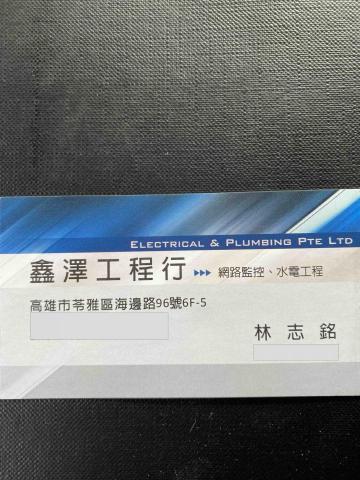 ELECTRICAL & PLUMBING PTE LTD
鑫澤工程行 ▸▸▸ 網路監控、水電工程
高雄市苓雅區海邊路96號6F-5
林志銘